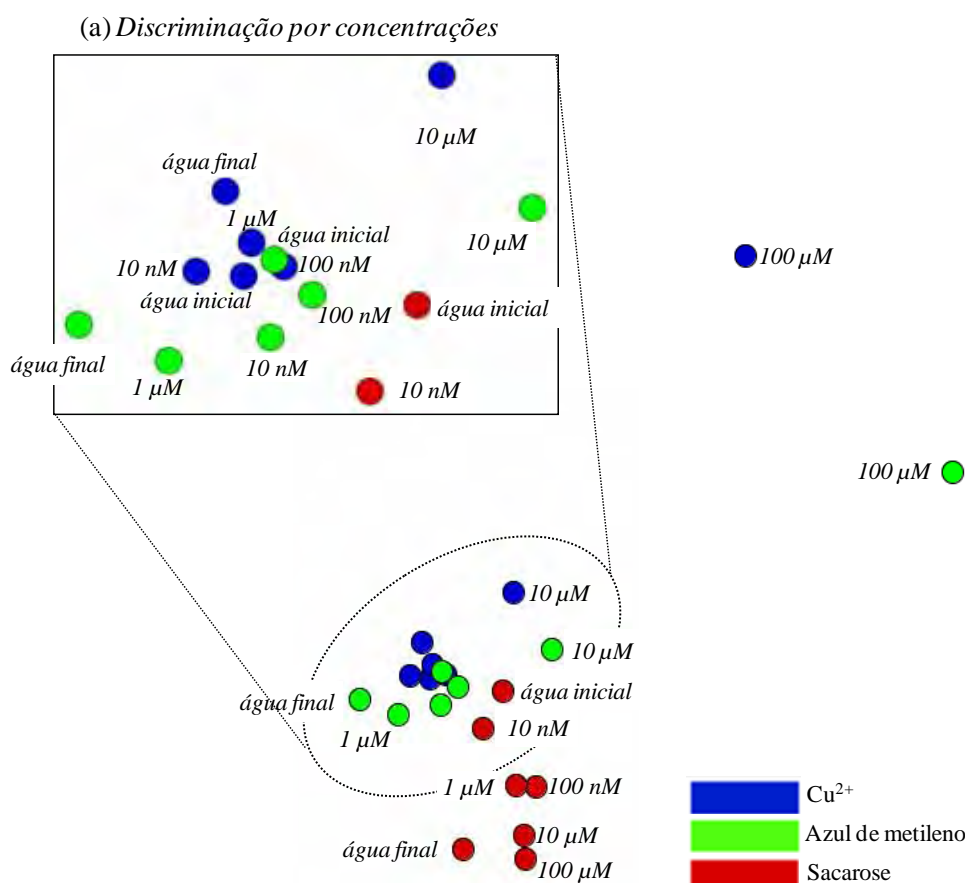 (a) Discriminação por concentrações
10 µM
água final
1 µM
água inicial
10 µM
100 µM
10 nM
100 nM
água inicial
100 nM
água inicial
água final
1 µM
10 nM
10 nM
100 µM
10 µM
10 µM
água inicial
água final
1 µM
10 nM
1 µM
100 nM
Cu²⁺
10 µM
Azul de metileno
água final
100 µM
Sacarose